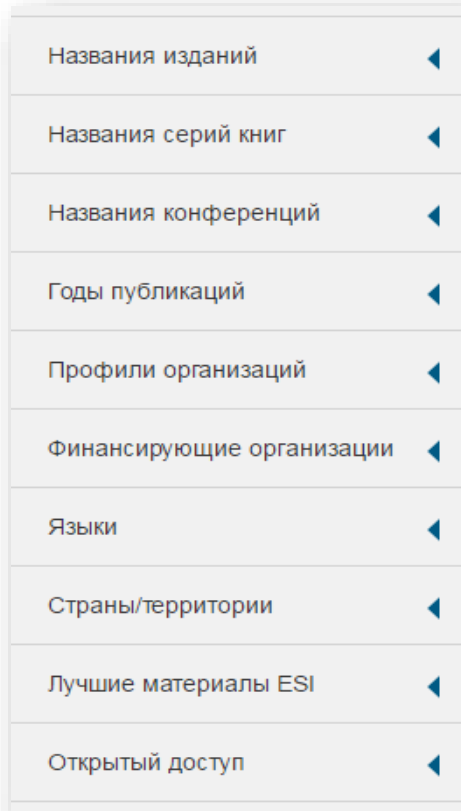 Названия изданий
Названия серий книг
Названия конференций
Годы публикаций
Профили организаций
Финансирующие организации
Языки
Страны/территории
Лучшие материалы ESI
Открытый доступ